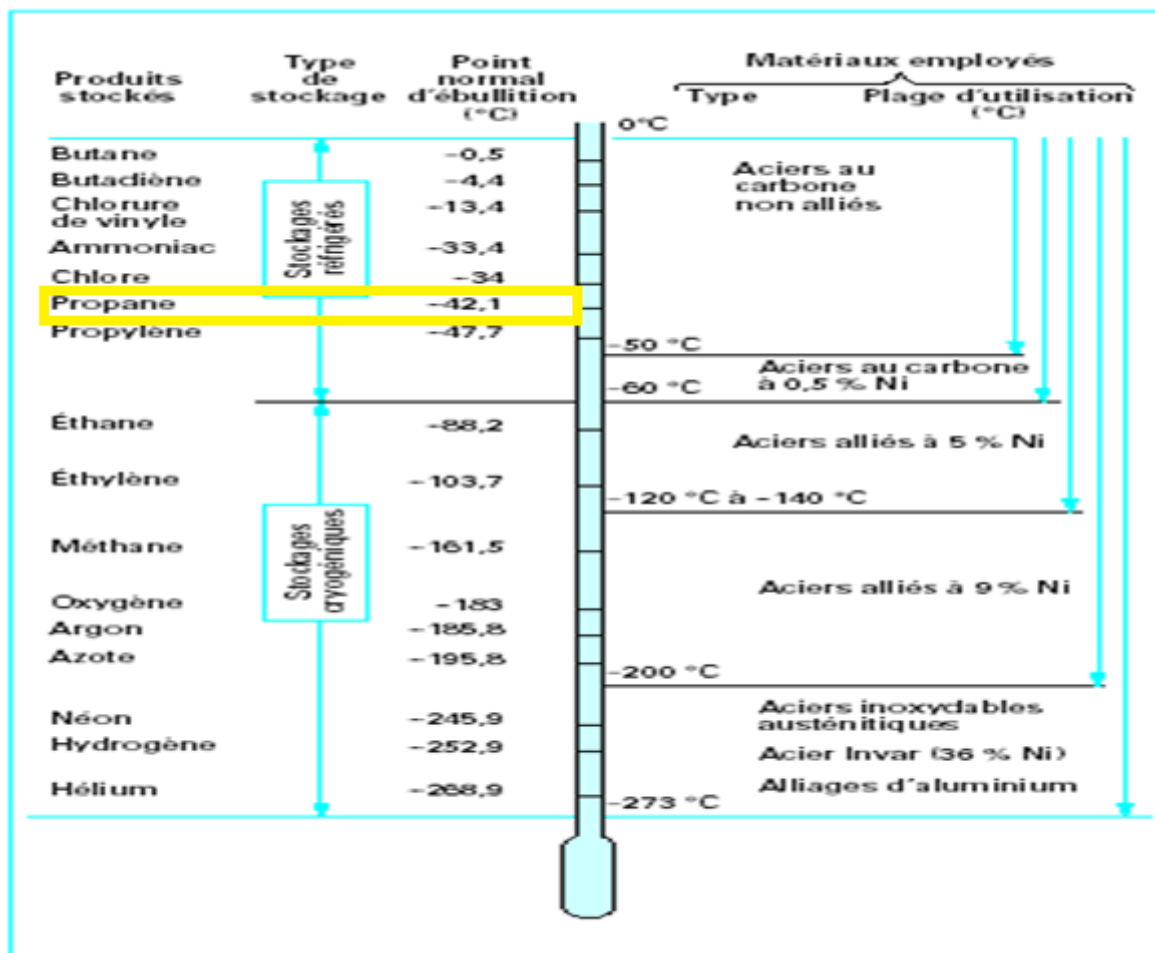 Produits
stockés
Type
de
stockage
Point
normal
d'ébullition
(°C)
Matériaux employés
Type
Plage d'utilisation
(°C)
0°C
Butane
-0,5
Butadiène
-4,4
Chlorure
de vinyle
-13,4
Ammoniac
-33,4
Chlore
-34
Propane
-42,1
Propylène
-47,7
Stockages
réfrigérés
Aciers au
carbone
non alliés
-50 °C
Aciers au carbone
à 0,5 % Ni
-60 °C
Éthane
-88,2
Aciers alliés à 5 % Ni
Éthylène
-103,7
-120 °C à -140 °C
Méthane
-161,5
Stockages
cryogéniques
Aciers alliés à 9 % Ni
Oxygène
-183
Argon
-185,8
Azote
-195,8
-200 °C
Néon
-245,9
Aciers inoxydables
austénitiques
Hydrogène
-252,9
Acier Invar (36 % Ni)
Hélium
-268,9
Alliages d'aluminium
-273 °C